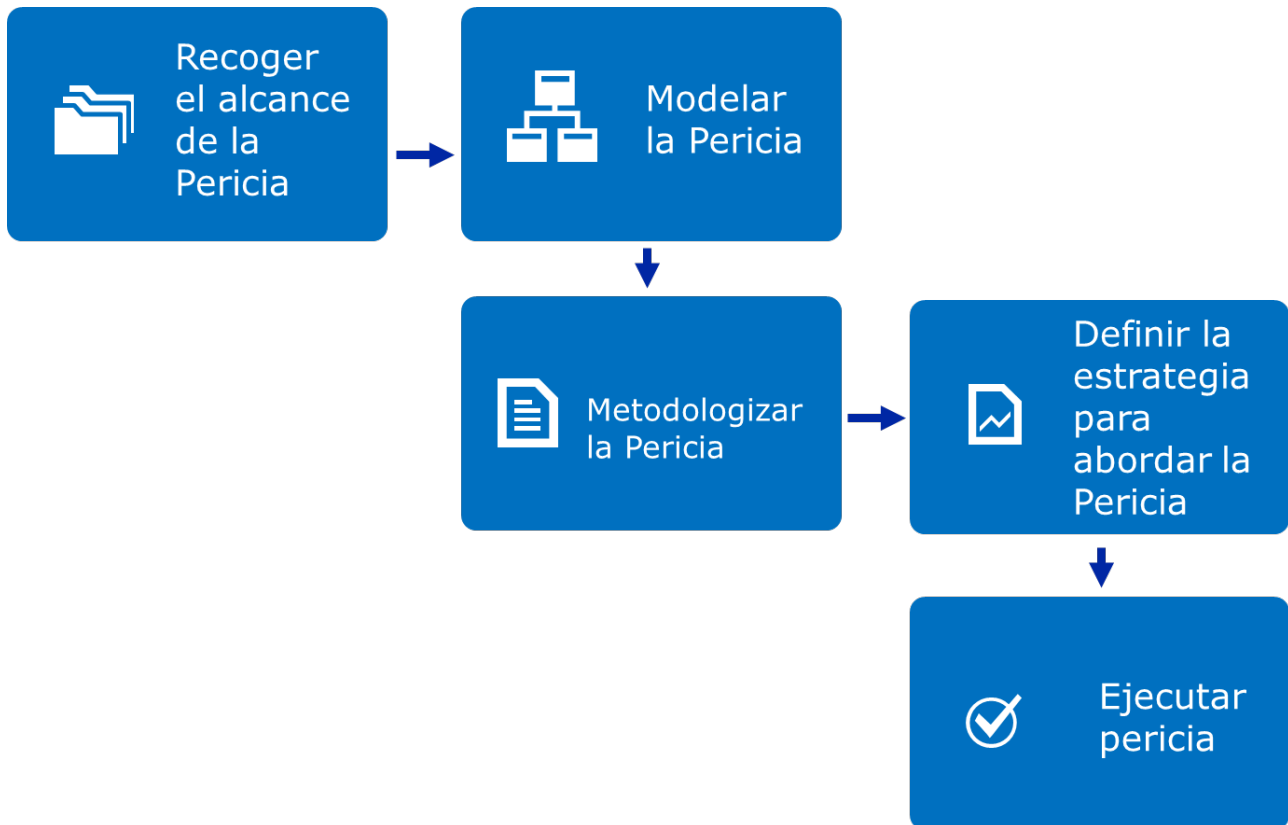 Recoger
el alcance
de la
Pericia
Modelar
la Pericia
Metodologizar
la Pericia
Definir la
estrategia
para
abordar la
Pericia
Ejecutar
pericia